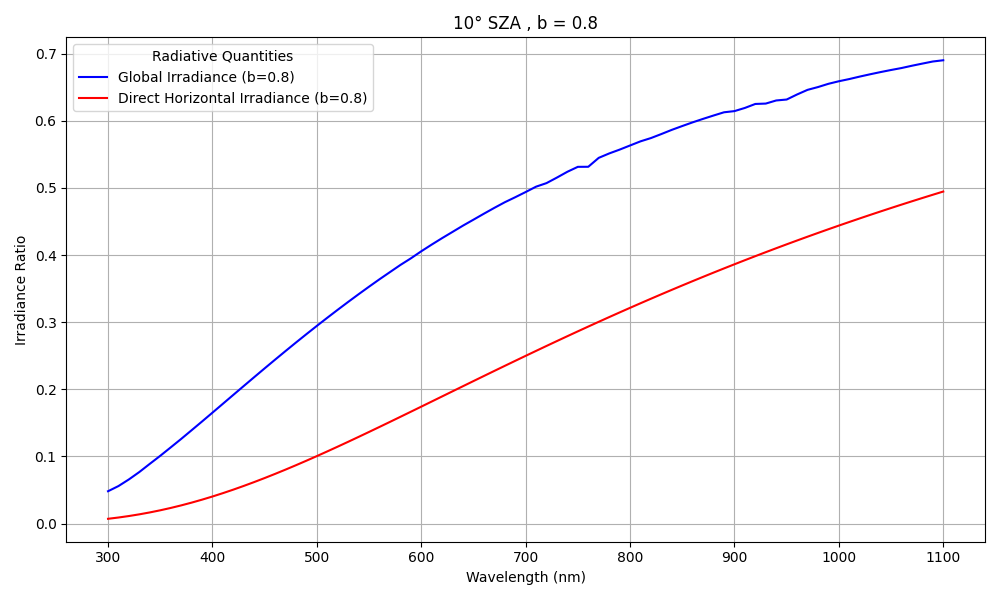 10° SZA , b = 0.8
Radiative Quantities
Global Irradiance (b=0.8)
Direct Horizontal Irradiance (b=0.8)
Irradiance Ratio
0.7
0.6
0.5
0.4
0.3
0.2
0.1
0.0
300 400 500 600 700 800 900 1000 1100
Wavelength (nm)